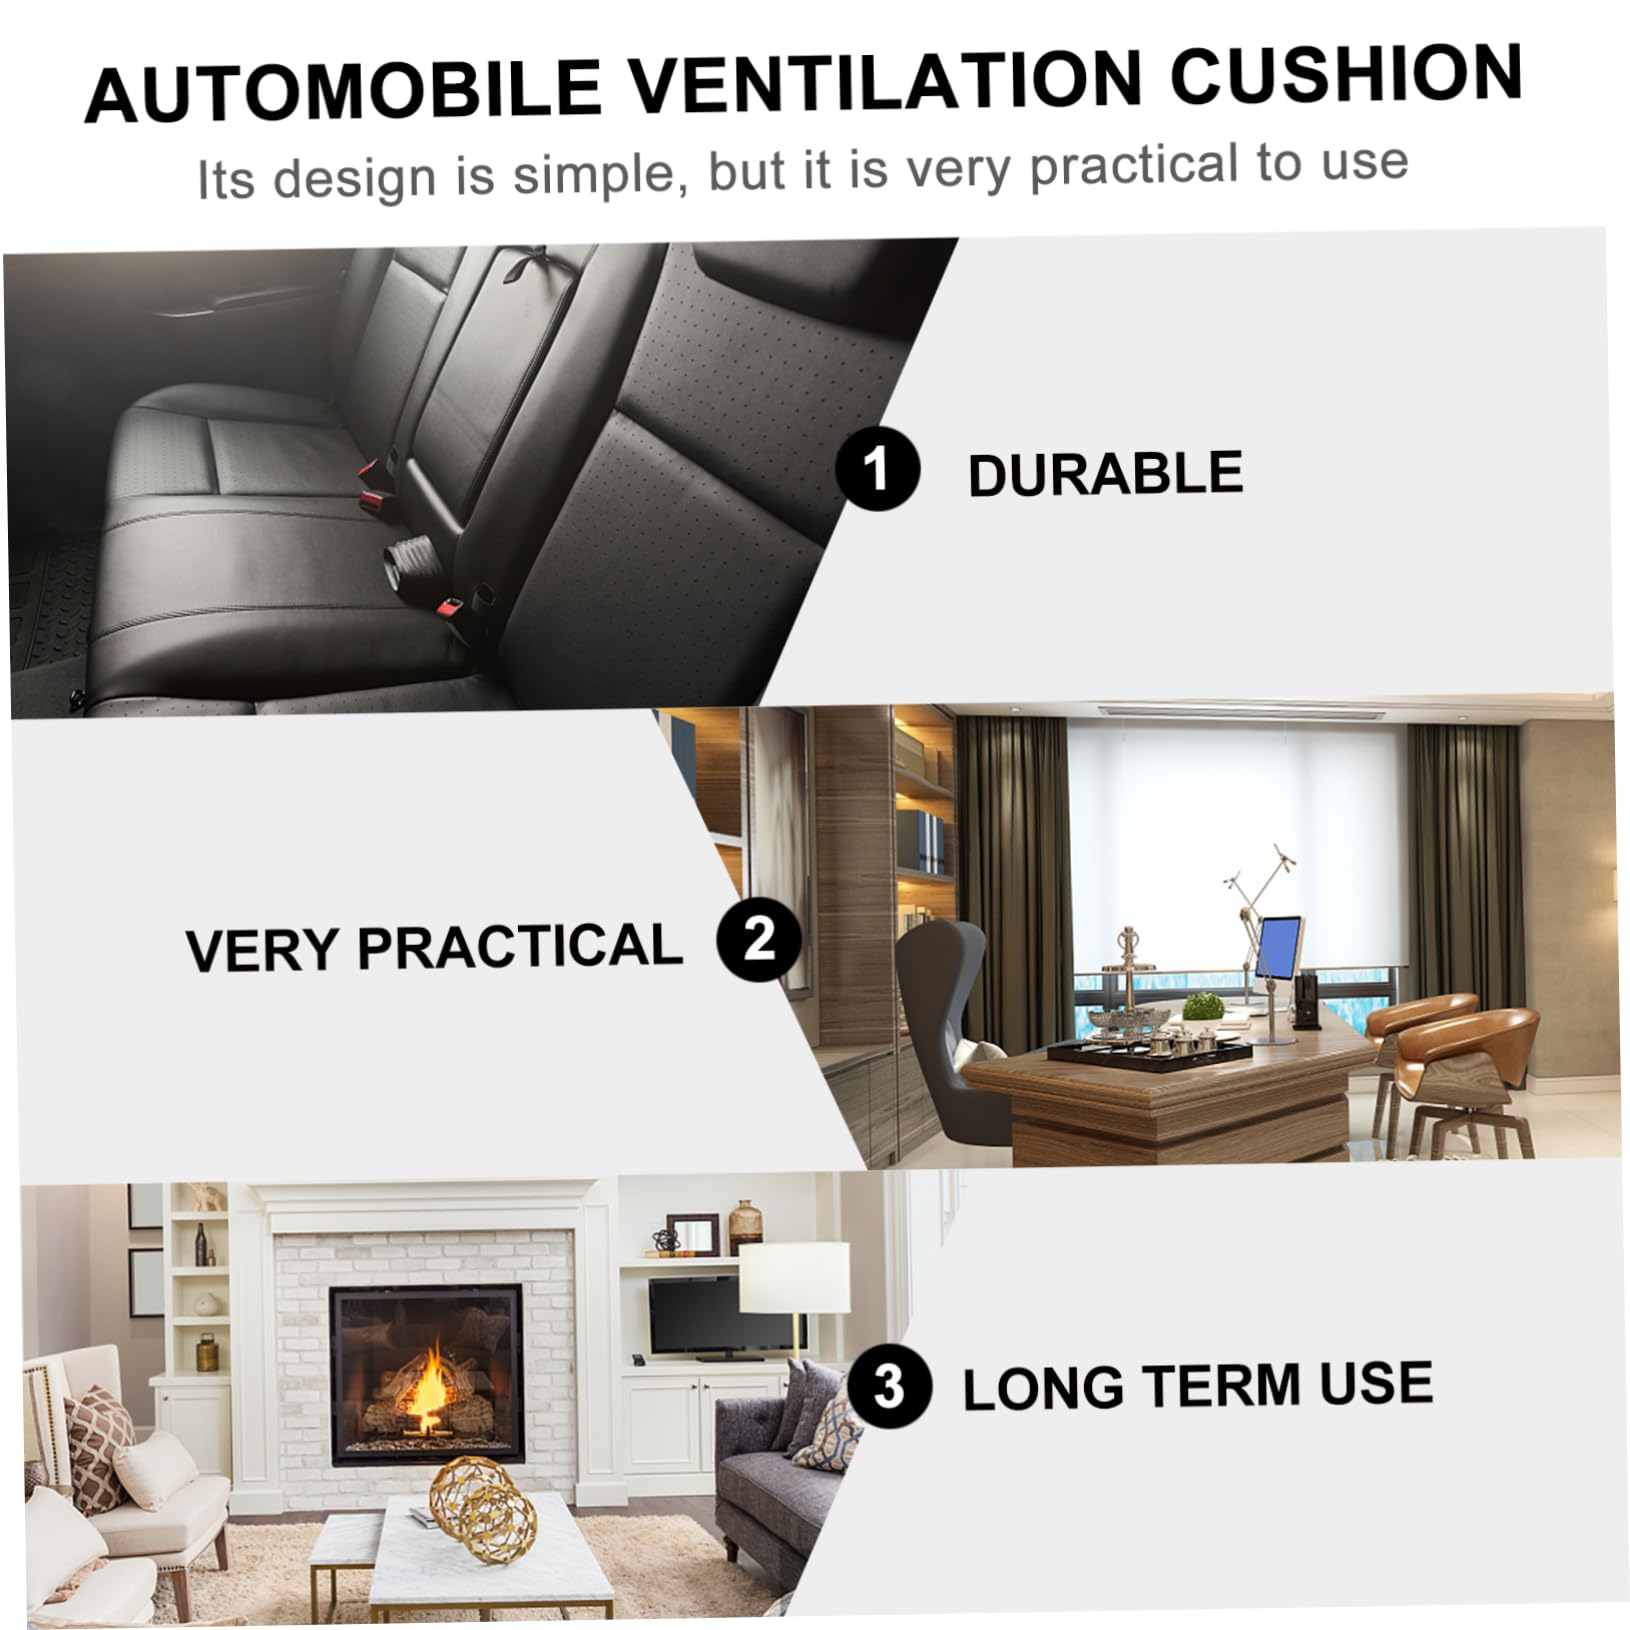 AUTOMOBILE VENTILATION CUSHION
Its design is simple, but it is very practical to use
1 DURABLE
VERY PRACTICAL 2
3 LONG TERM USE